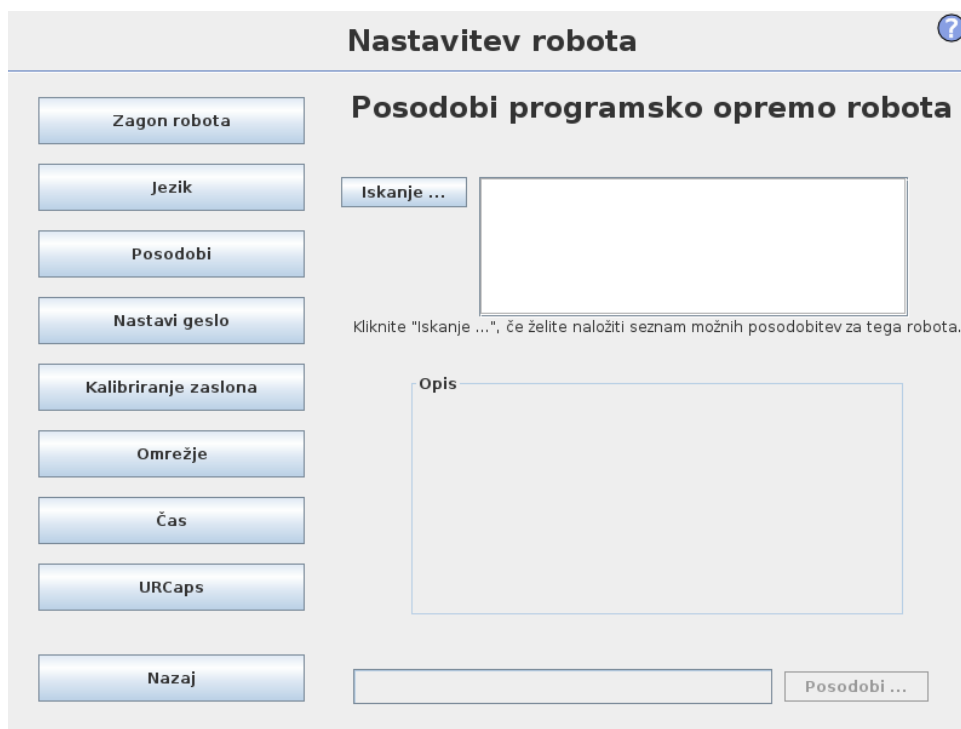 Nastavitev robota
?
Zagon robota
Jezik
Posodobi
Nastavi geslo
Kalibriranje zaslona
Omrežje
Čas
URCaps
Nazaj
Posodobi programsko opremo robota
Iskanje ...
Kliknite "Iskanje ...", če želite naložiti seznam možnih posodobitev za tega robota.
Opis
Posodobi ...